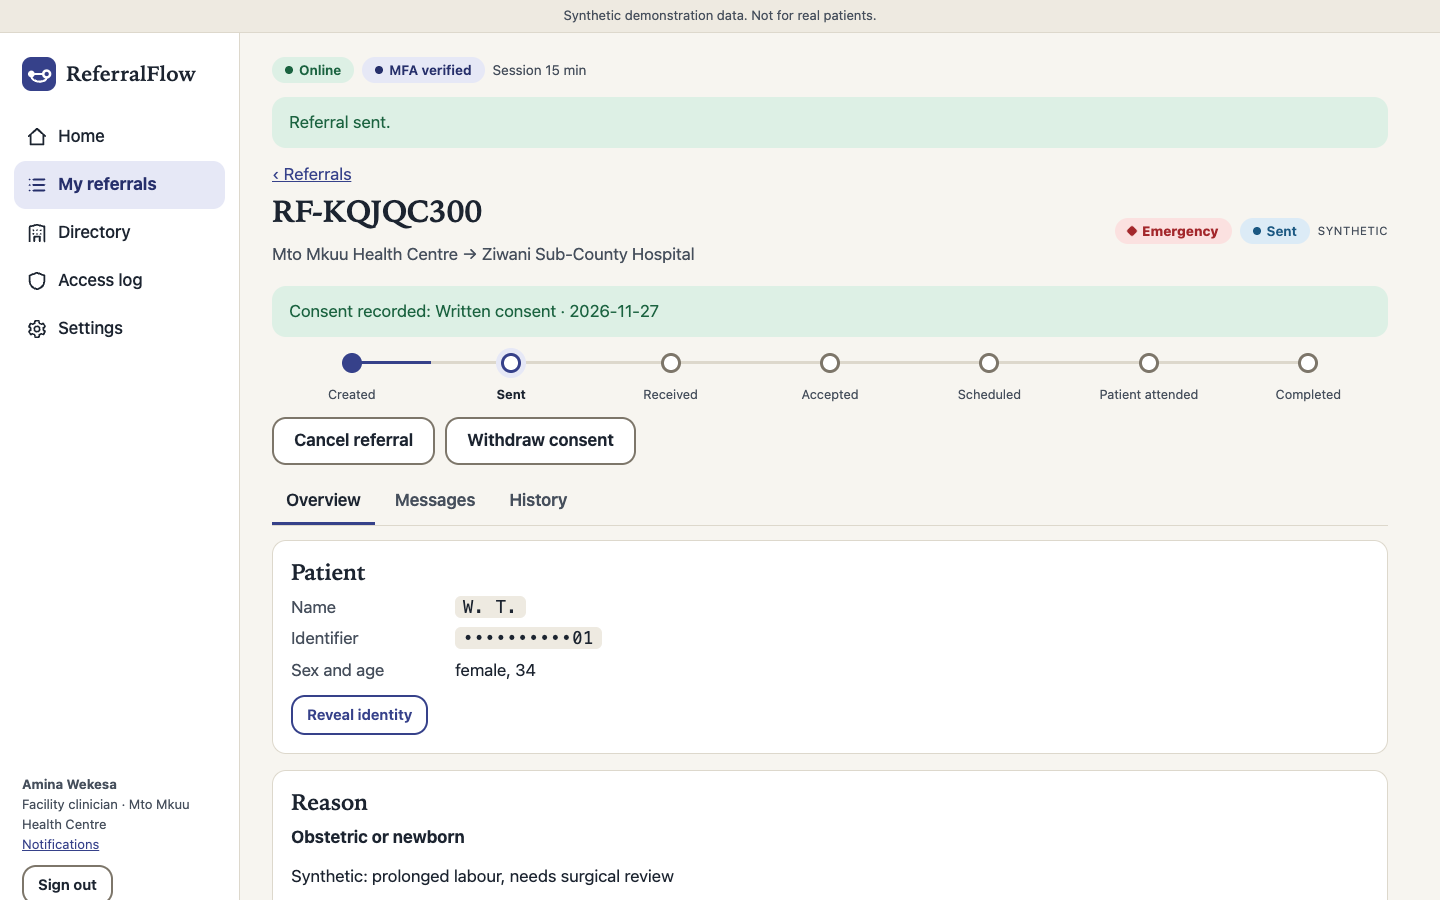 Synthetic demonstration data. Not for real patients.
ReferralFlow
Home
My referrals
Directory
Access log
Settings
Amina Wekesa
Facility clinician · Mto Mkuu
Health Centre
Notifications
Sign out
Online
MFA verified
Session 15 min
Referral sent.
‹ Referrals
RF-KQJQC300
Mto Mkuu Health Centre → Ziwani Sub-County Hospital
Emergency
Sent
SYNTHETIC
Consent recorded: Written consent · 2026-11-27
Created
Sent
Received
Accepted
Scheduled
Patient attended
Completed
Cancel referral
Withdraw consent
Overview
Messages
History
Patient
Name
W. T.
Identifier
••••••••••01
Sex and age
female, 34
Reveal identity
Reason
Obstetric or newborn
Synthetic: prolonged labour, needs surgical review